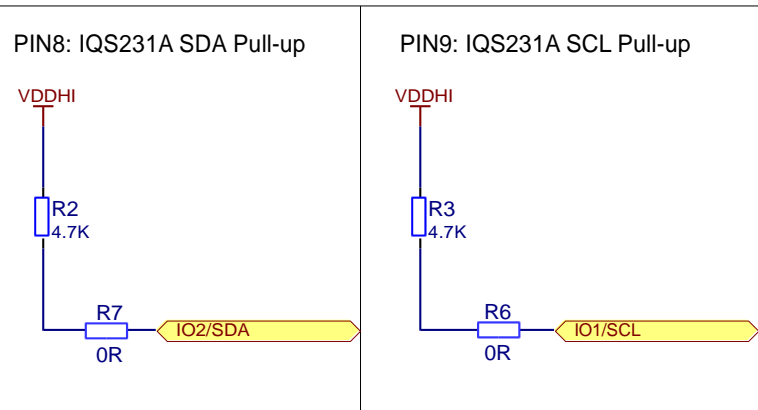 PIN8: IQS231A SDA Pull-up
VDDHI
R2
4.7K
R7
IO2/SDA
0R
PIN9: IQS231A SCL Pull-up
VDDHI
R3
4.7K
R6
IO1/SCL
0R